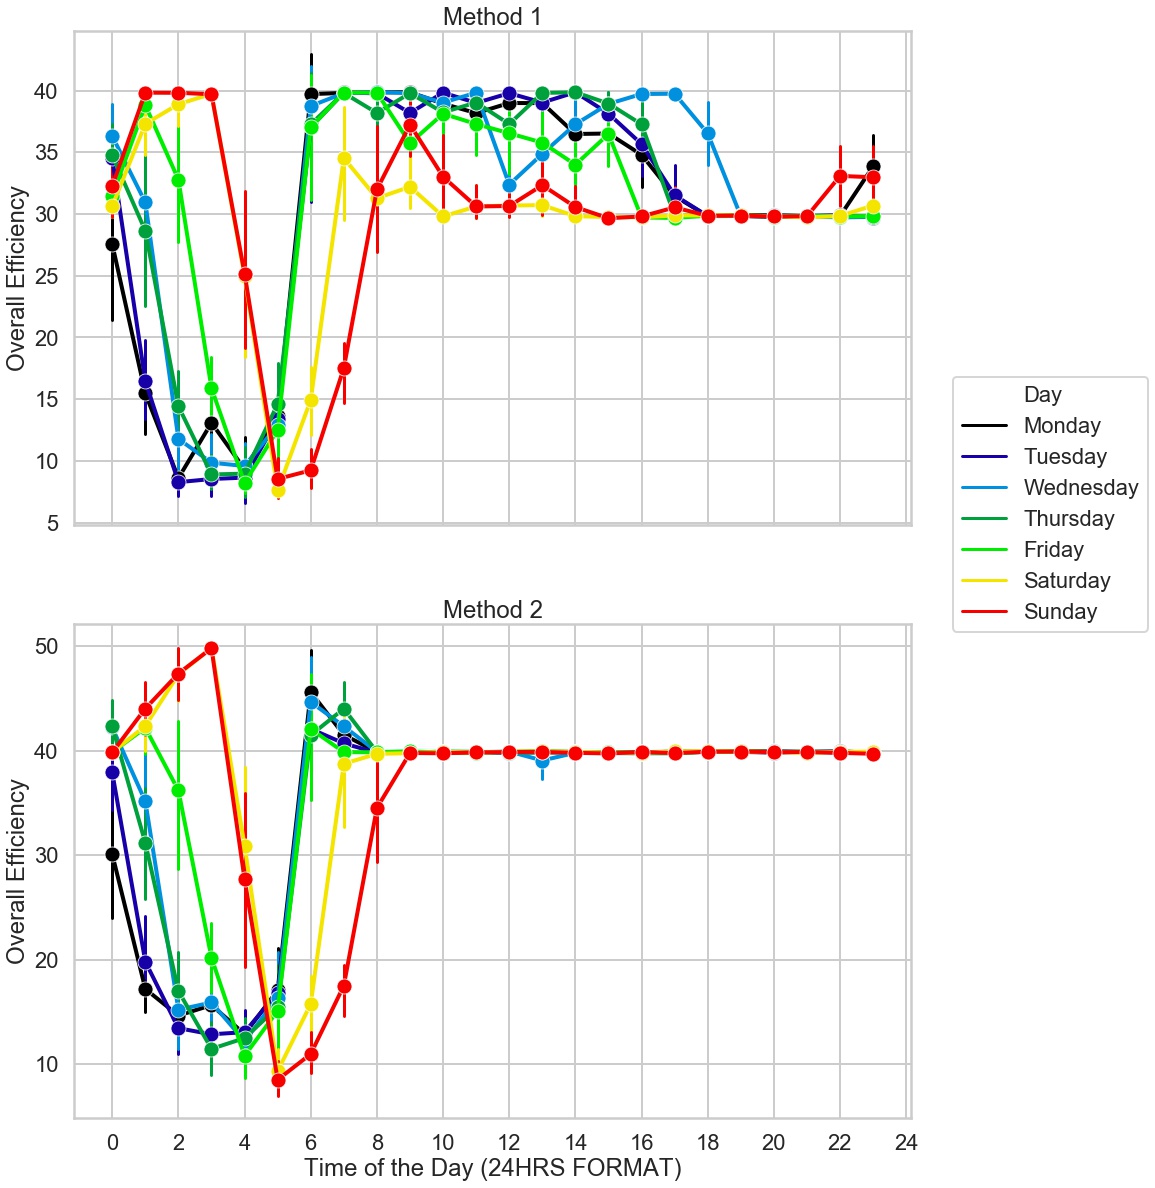 Method 1
Overall Efficiency
40
35
30
25
20
15
10
5
Day
Monday
Tuesday
Wednesday
Thursday
Friday
Saturday
Sunday
Method 2
Overall Efficiency
50
40
30
20
10
0 2 4 6 8 10 12 14 16 18 20 22 24
Time of the Day (24HRS FORMAT)